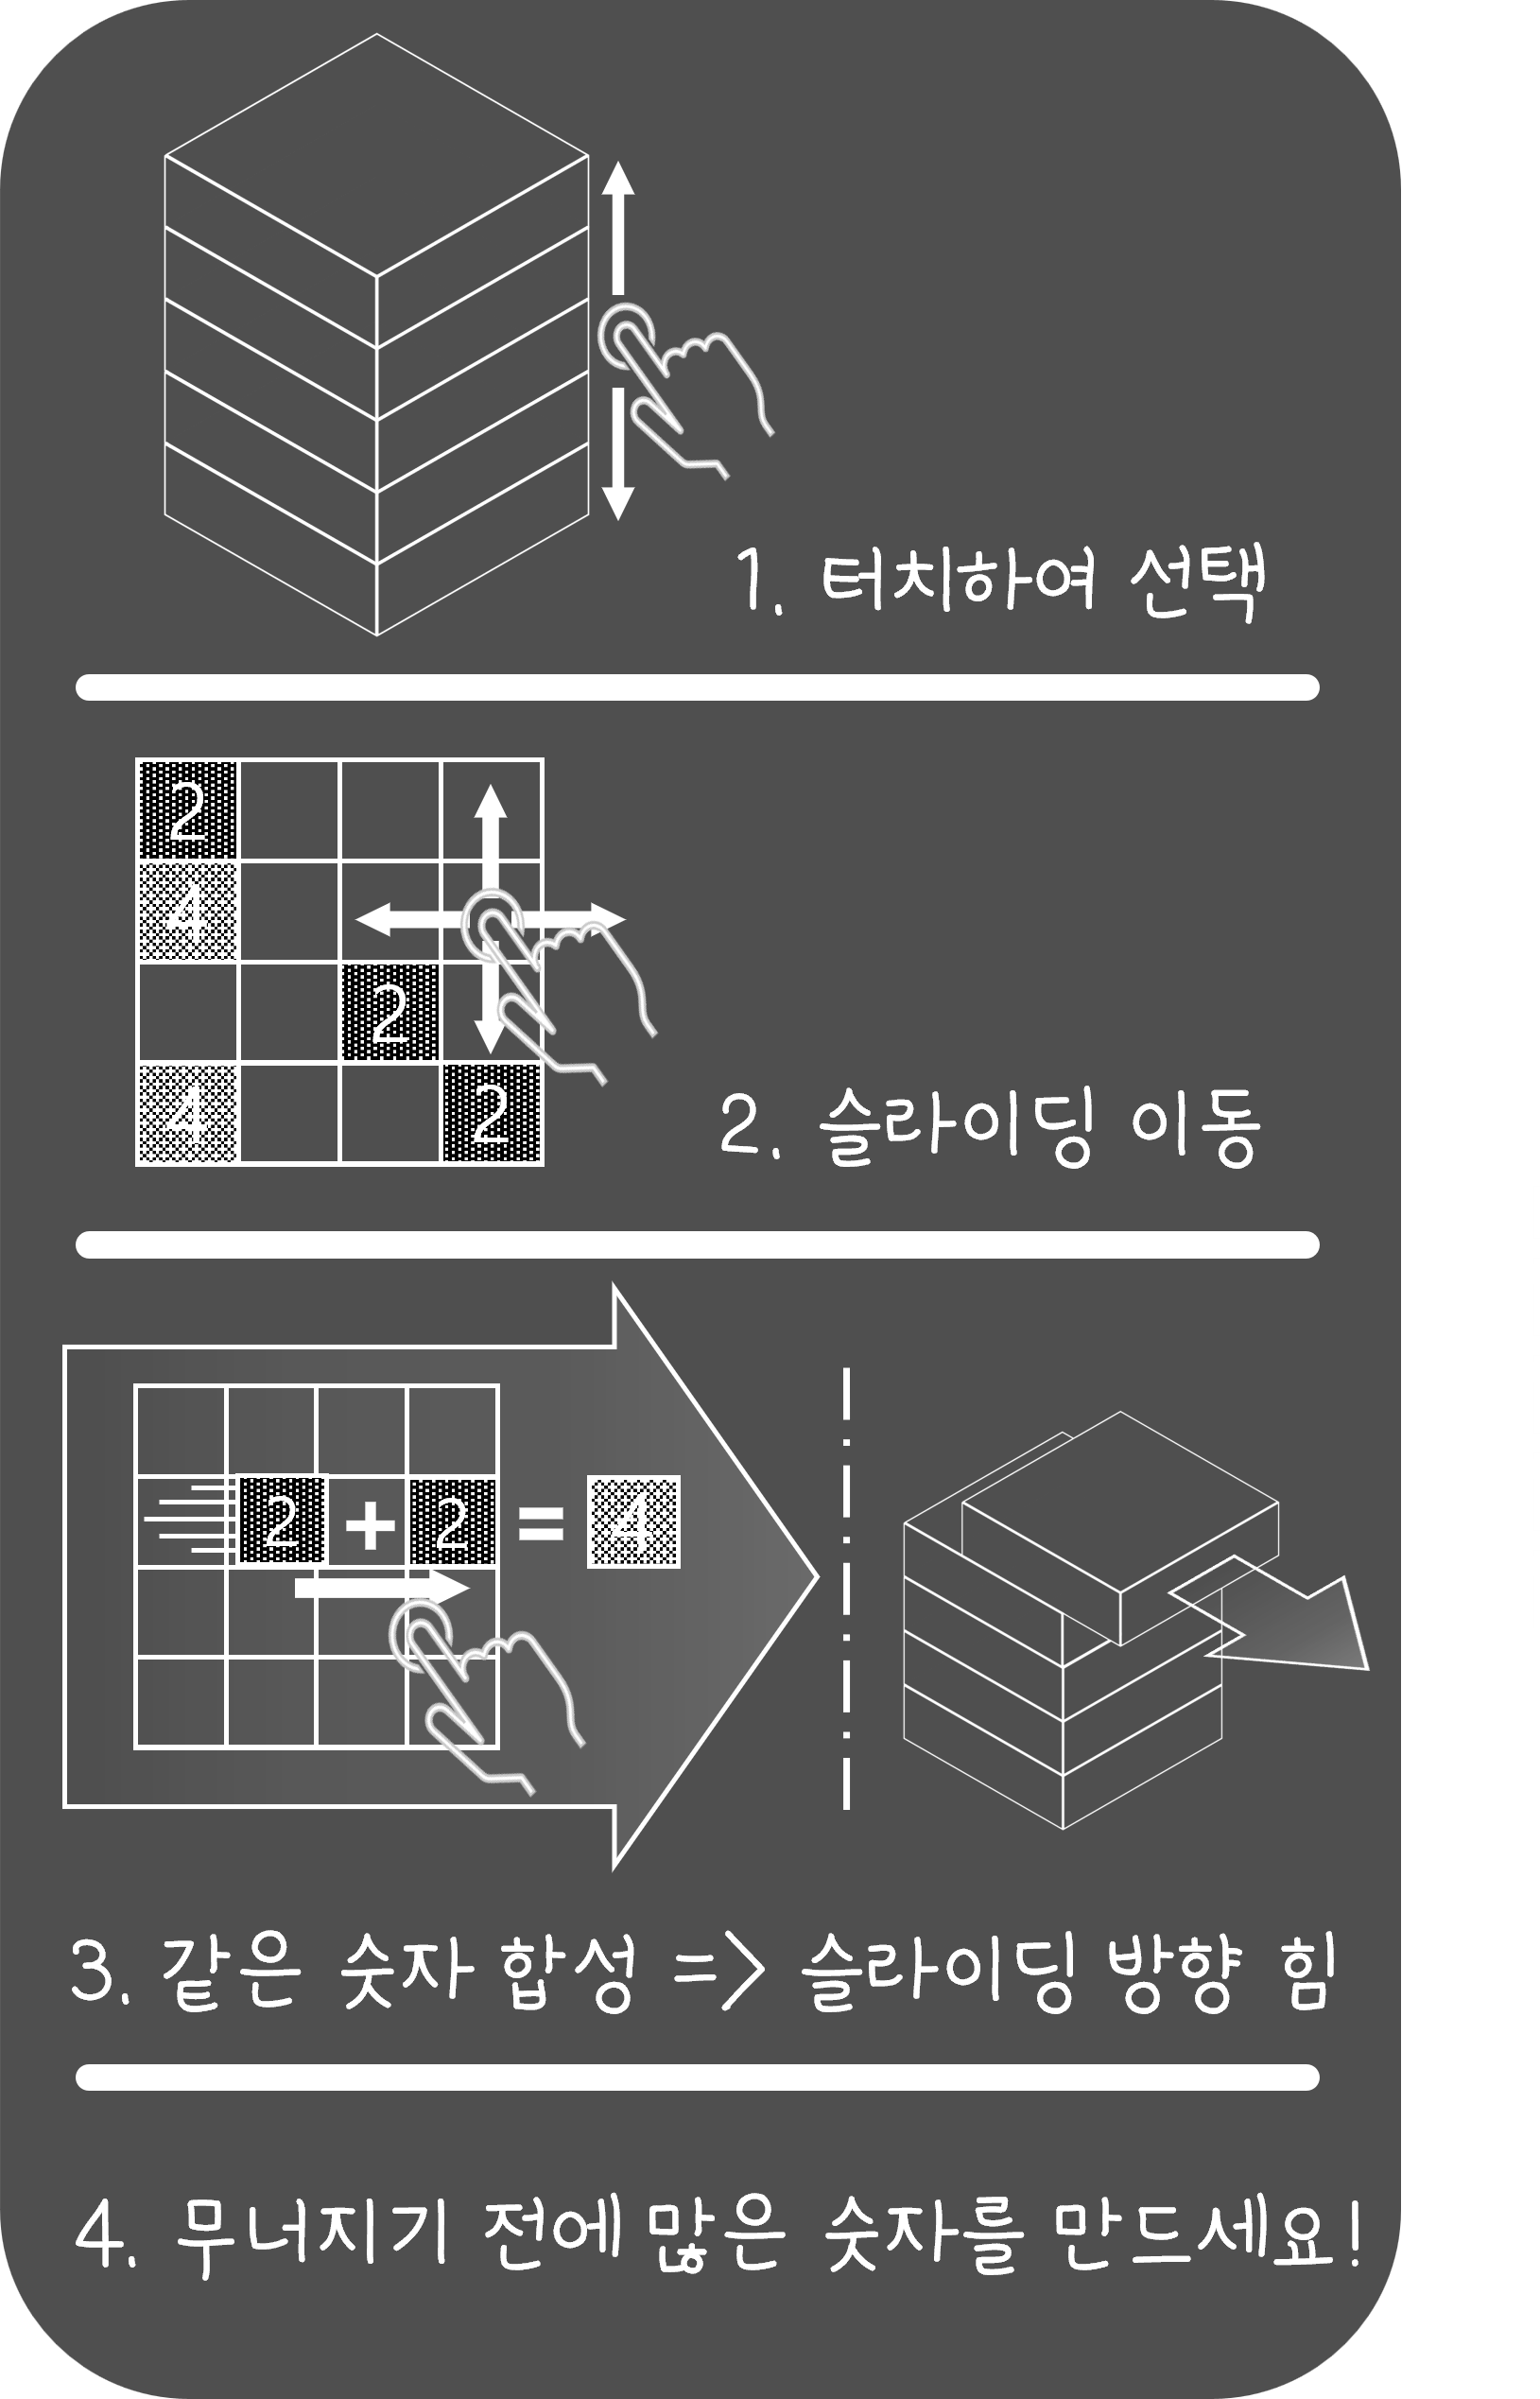 1. 터치하여 선택
2
4
2
4 2
2. 슬라이딩 이동
2 + 2 = 4
3. 같은 숫자 합성 => 슬라이딩 방향 힘
4. 무너지기 전에 많은 숫자를 만드세요!